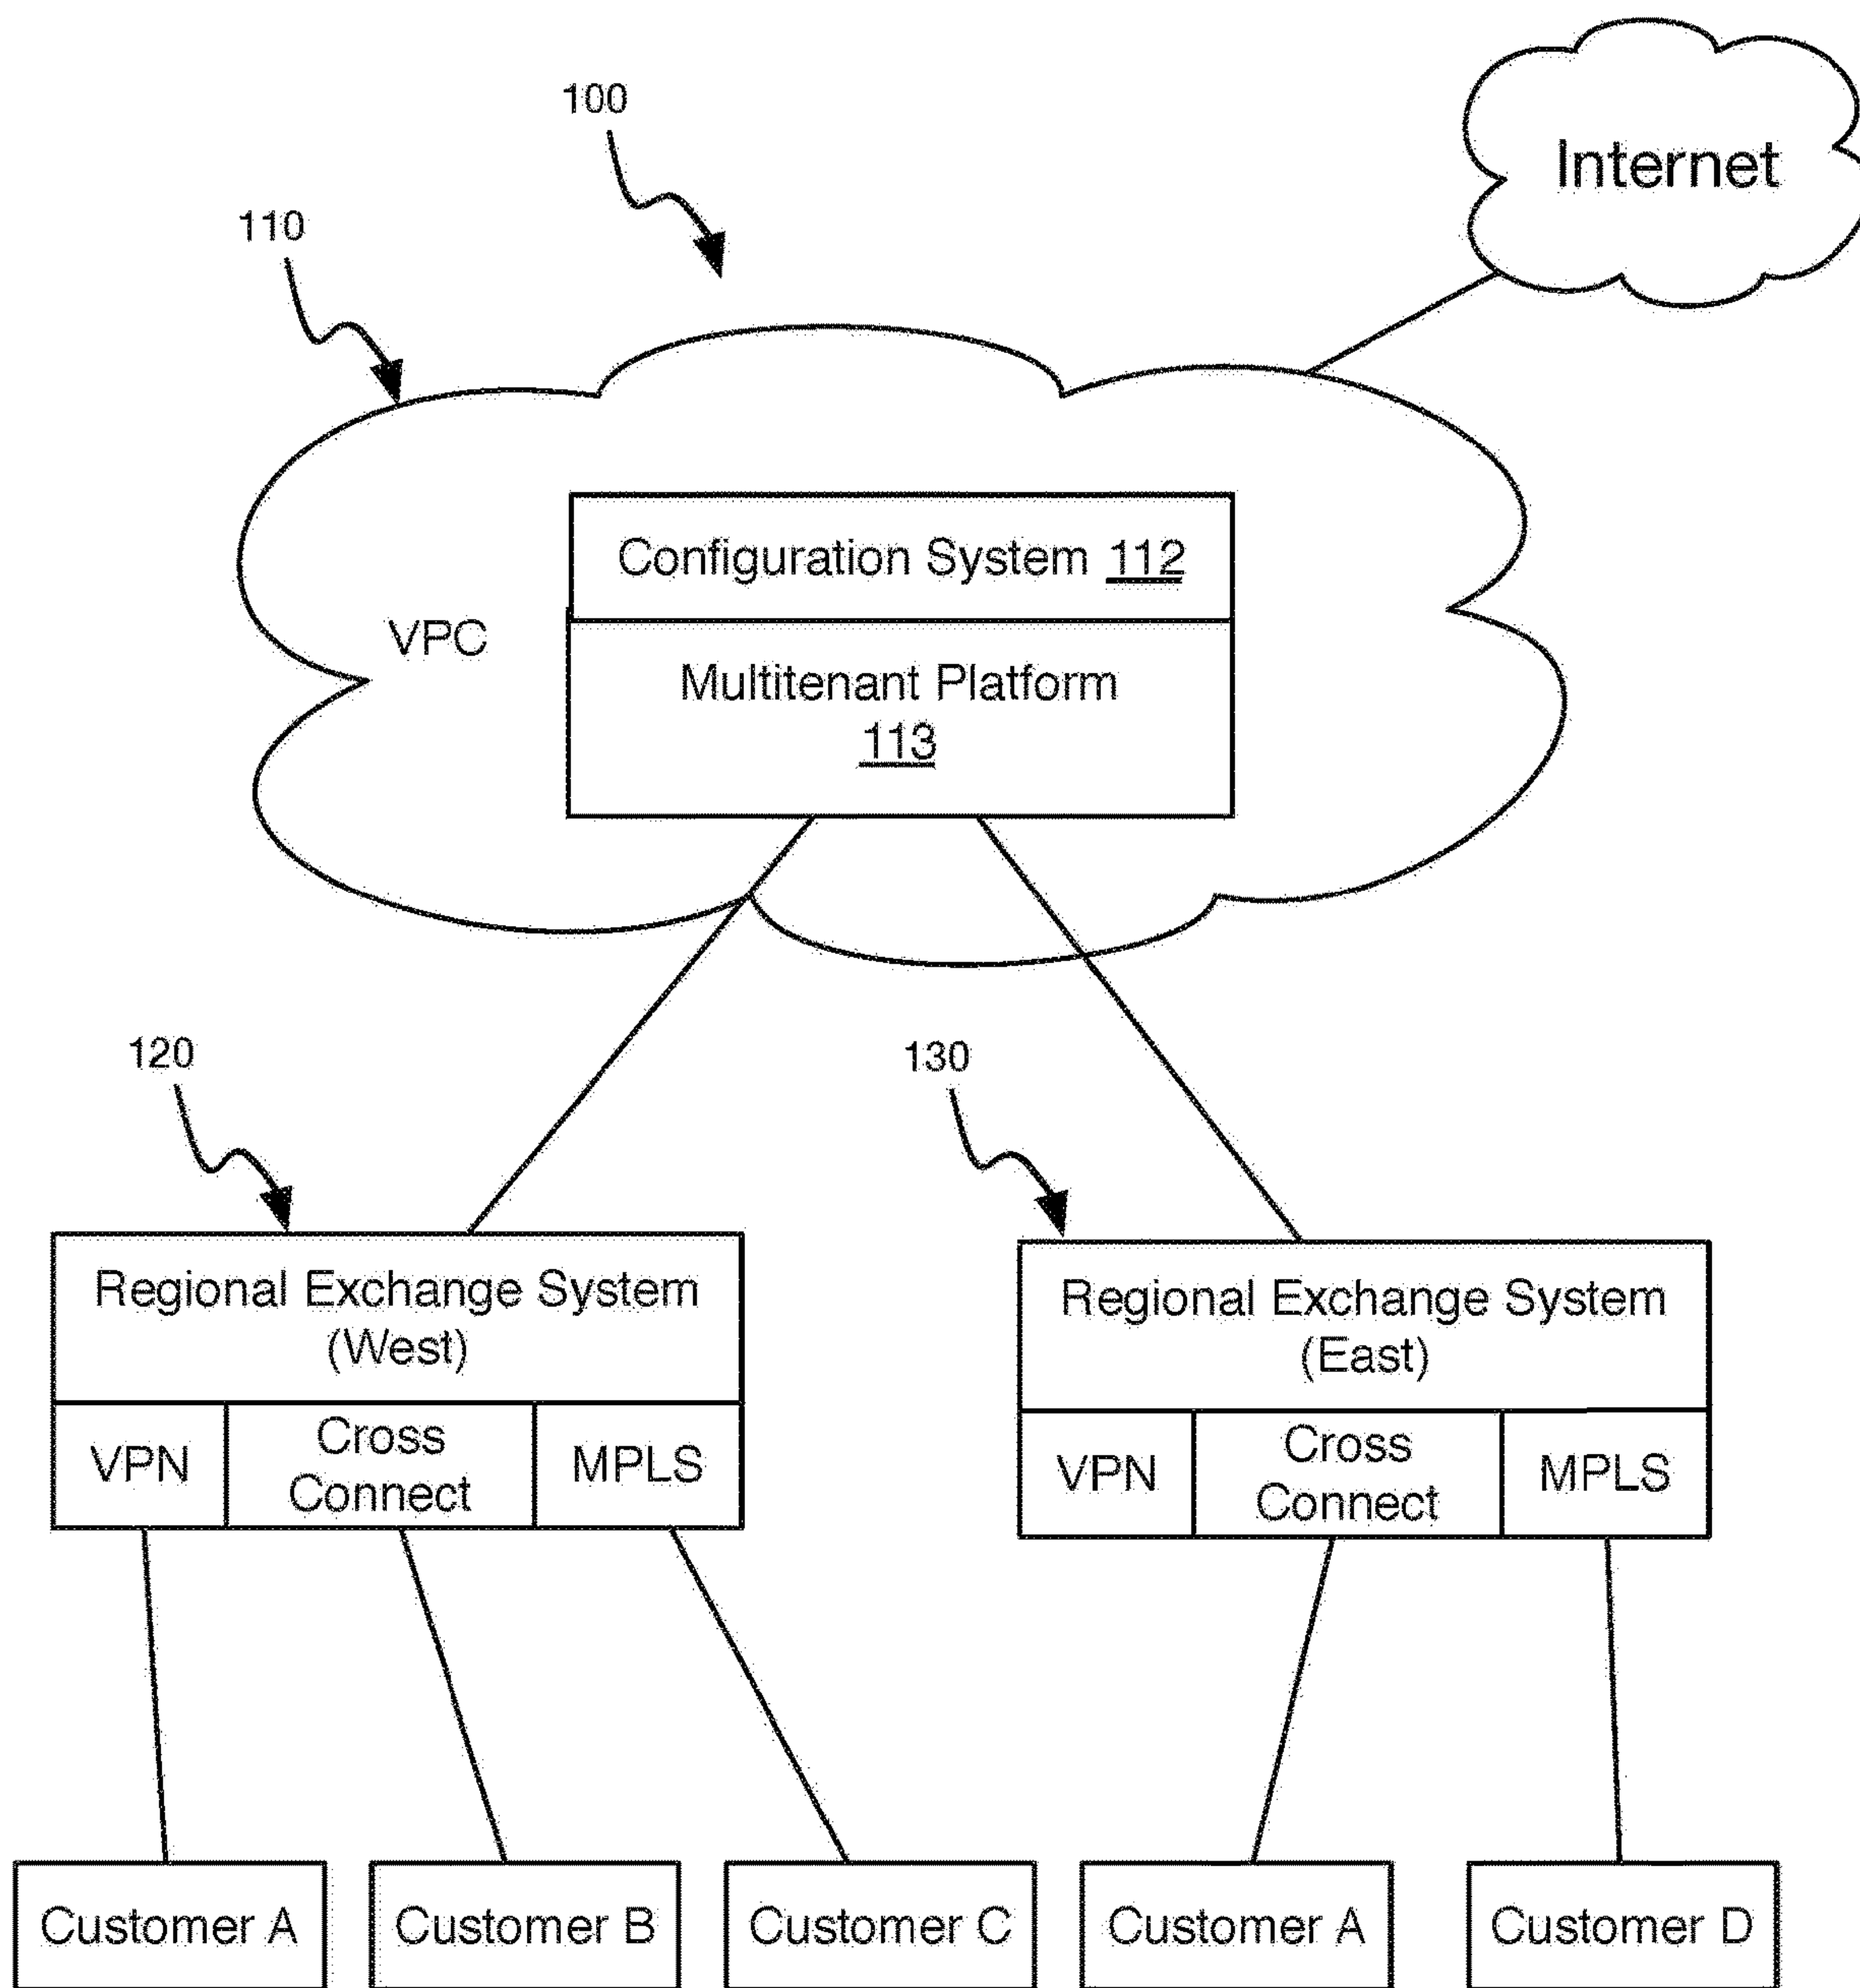 100
Internet
110
Configuration System 112
VPC
Multitenant Platform
113
120
130
Regional Exchange System
(West)
VPN
Cross
Connect
MPLS
Regional Exchange System
(East)
VPN
Cross
Connect
MPLS
Customer A
Customer B
Customer C
Customer A
Customer D